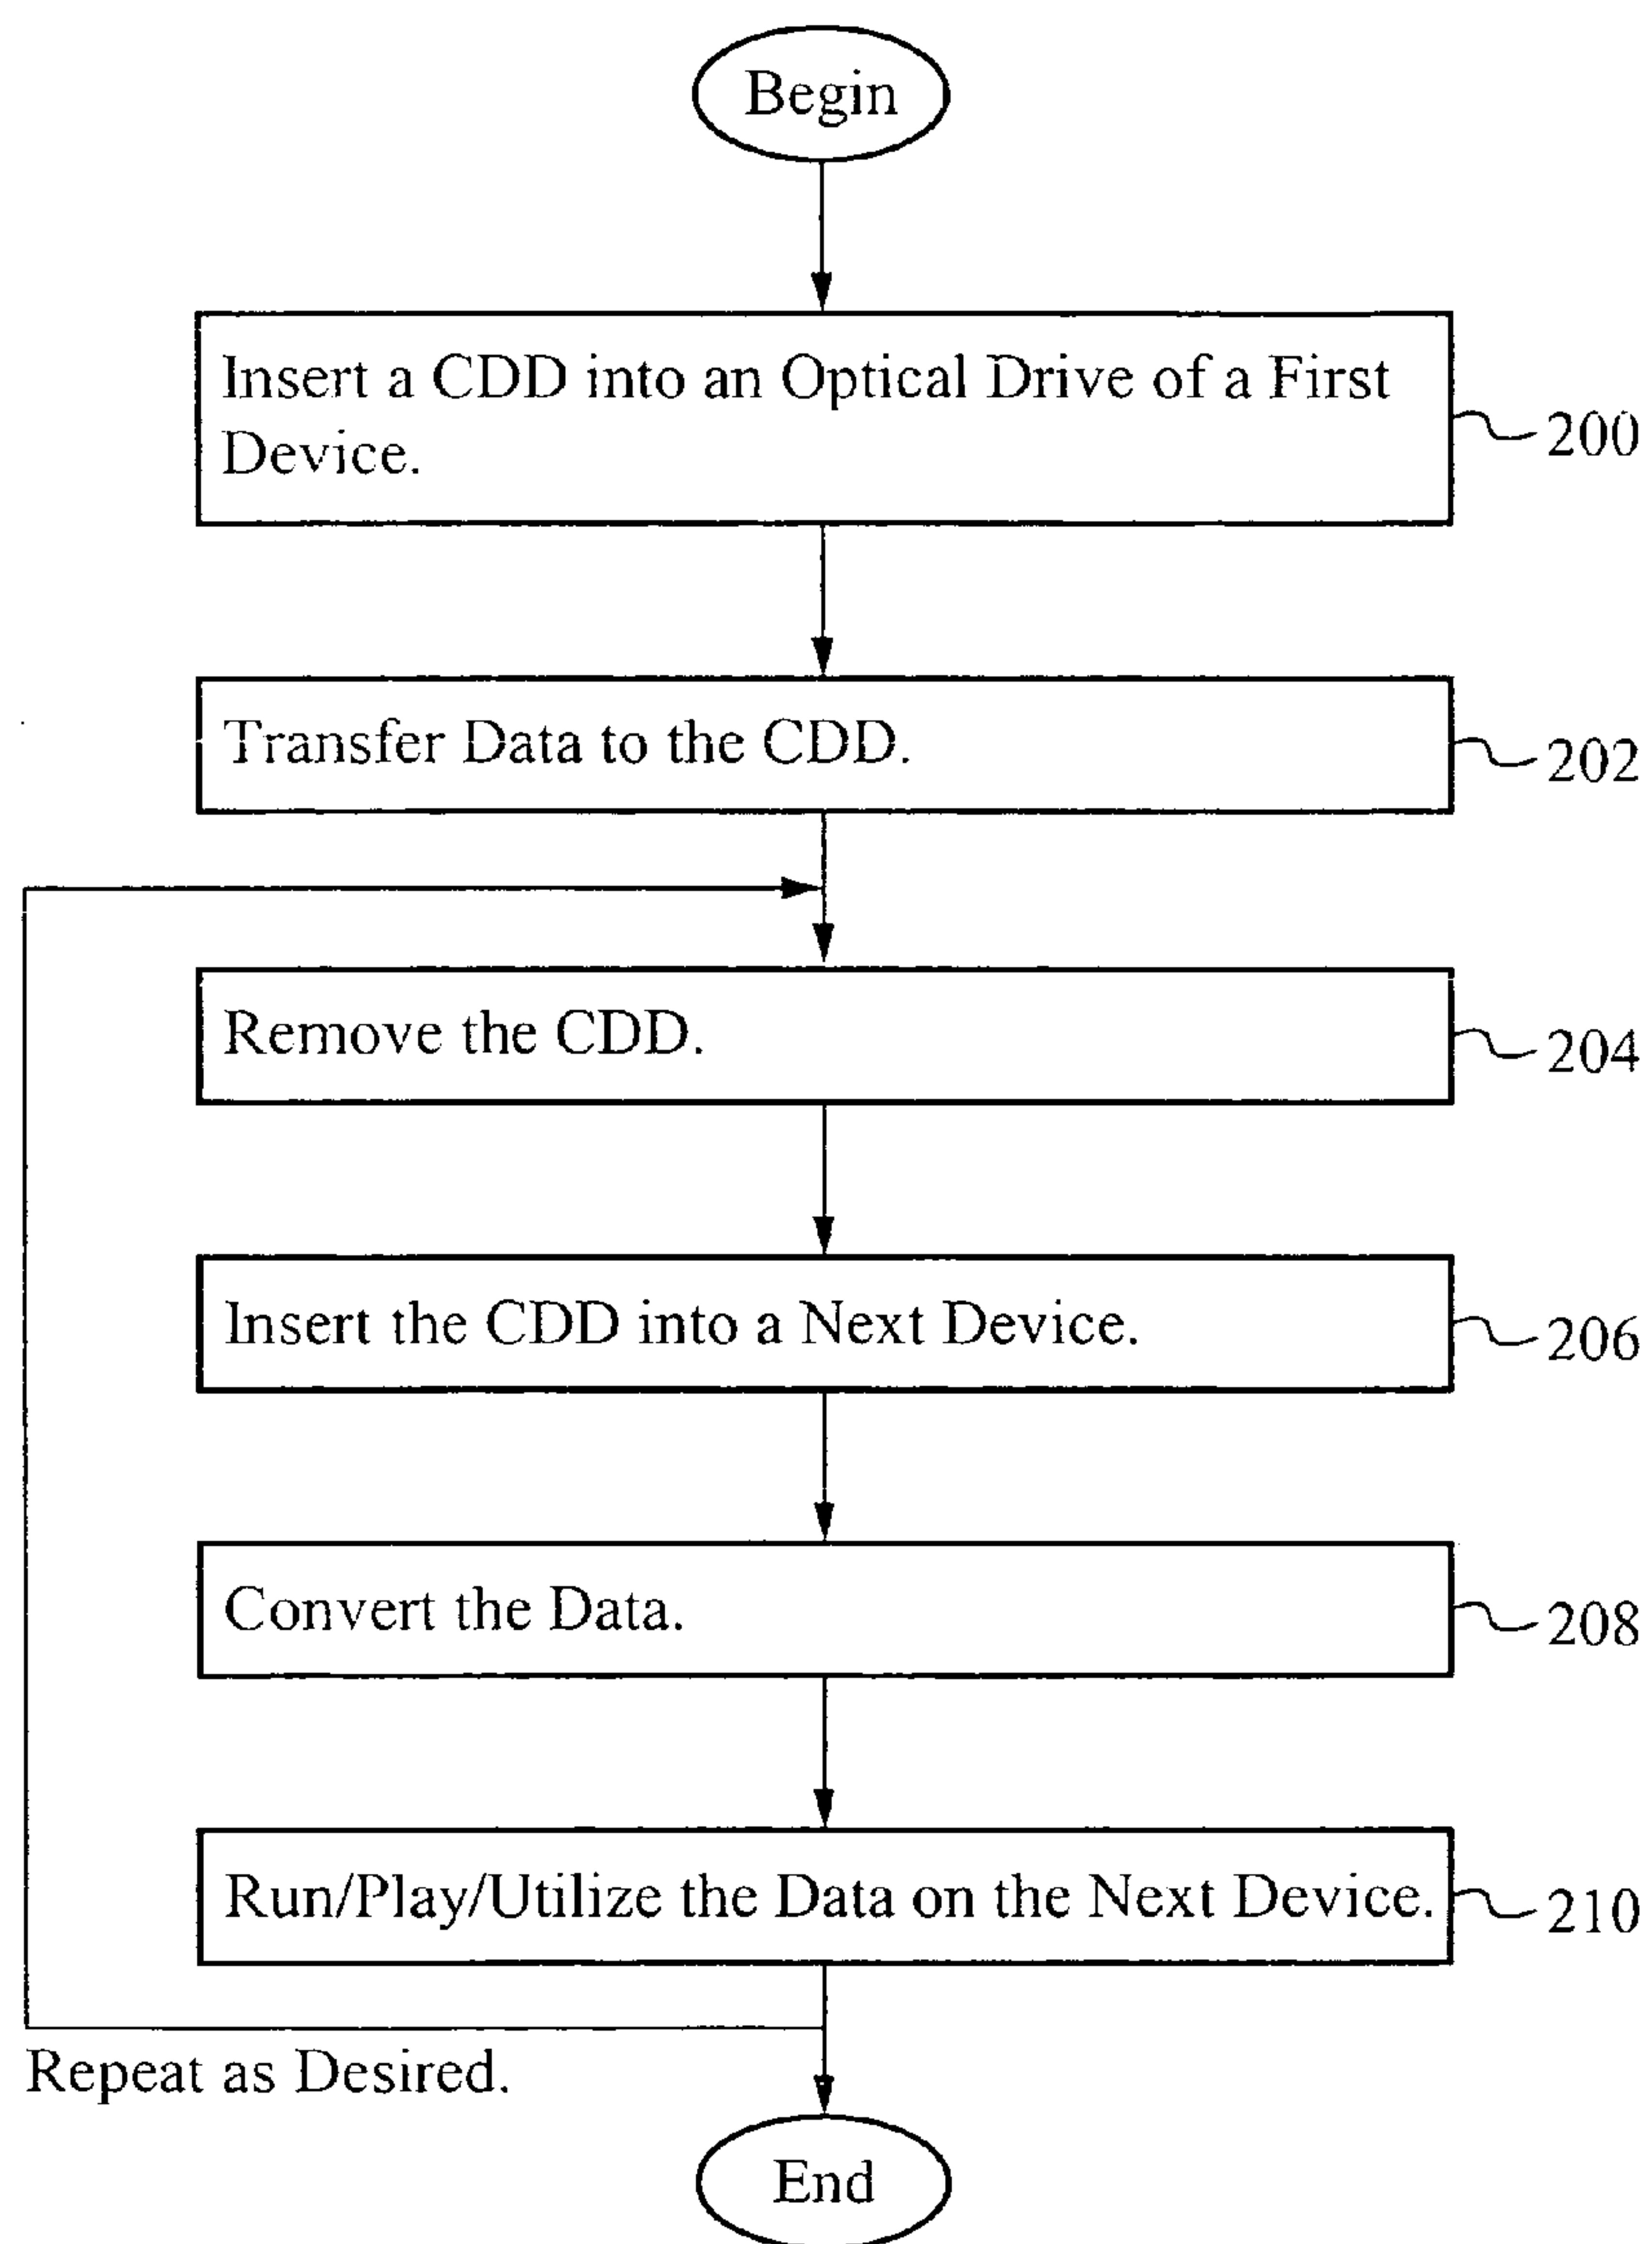 Begin
Insert a CDD into an Optical Drive of a First
Device.
200
Transfer Data to the CDD.
202
Remove the CDD.
204
Insert the CDD into a Next Device.
206
Convert the Data.
208
Run/Play/Utilize the Data on the Next Device.
210
Repeat as Desired.
End